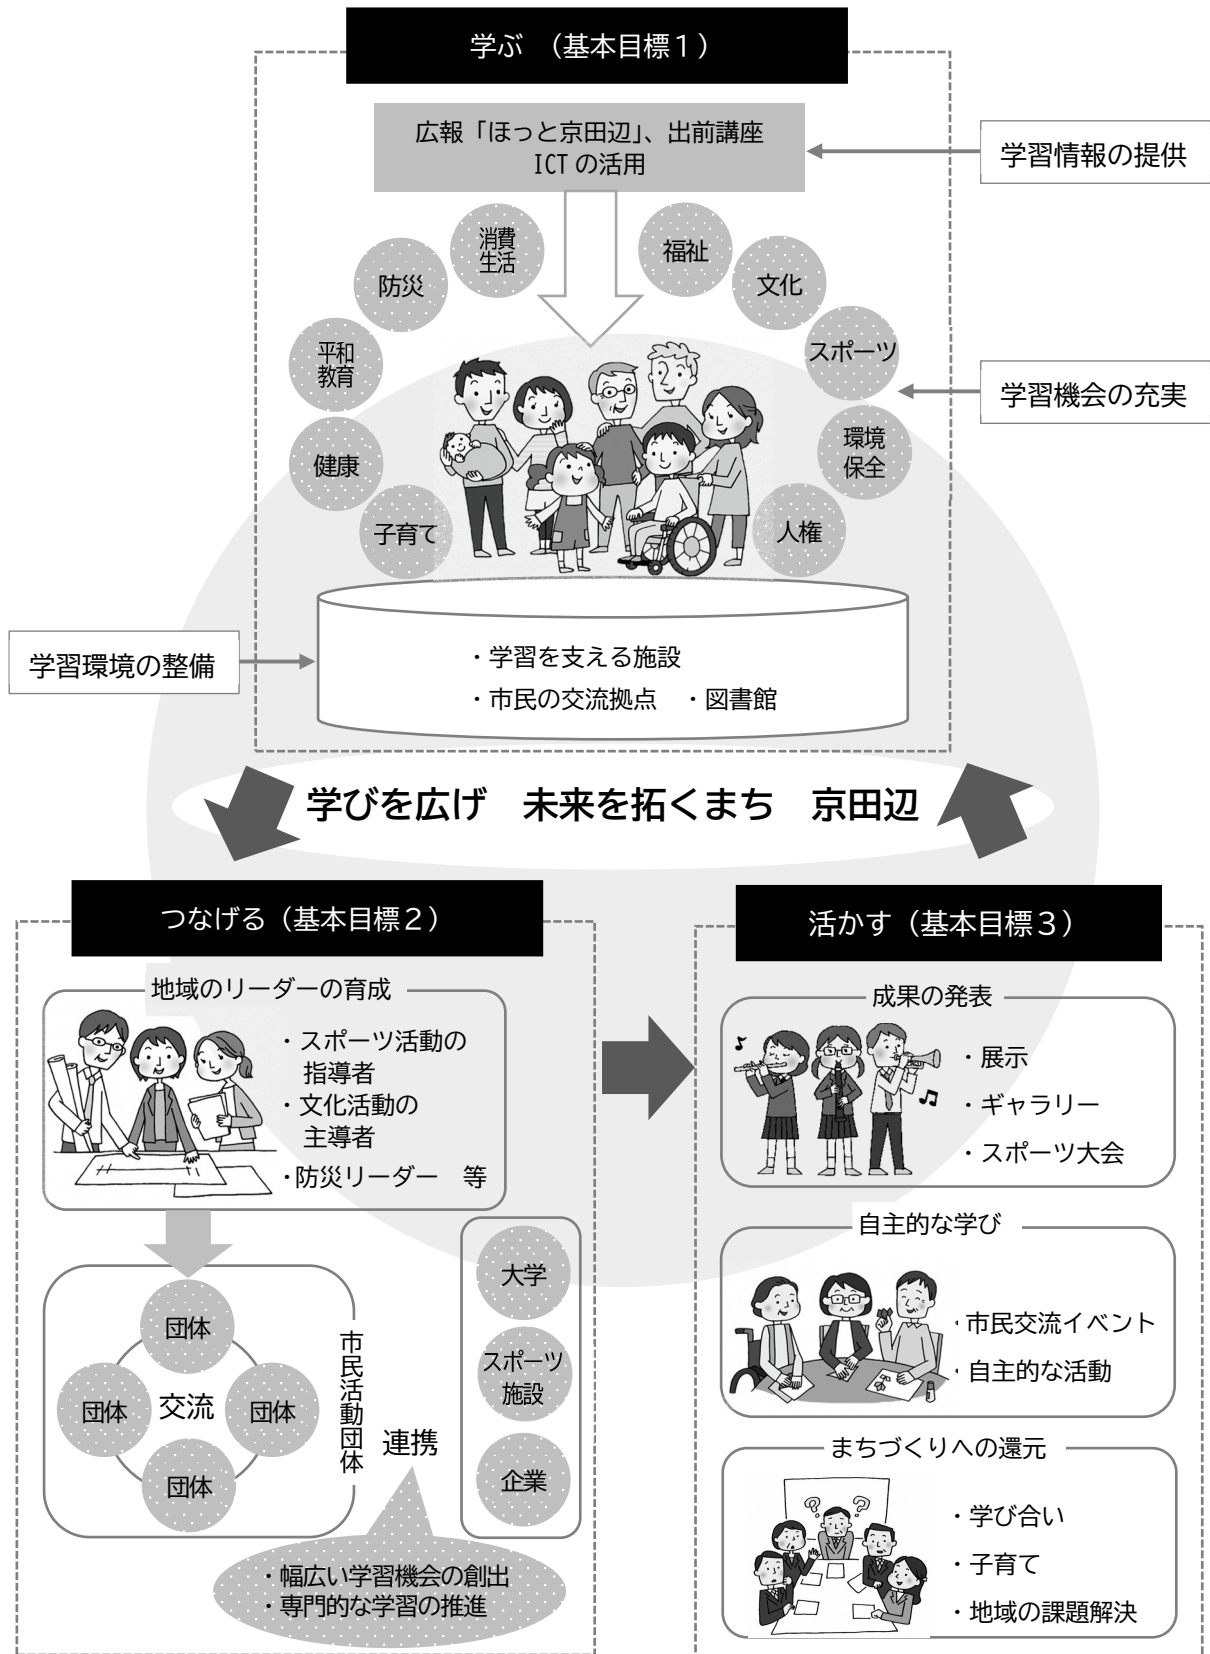 学ぶ （基本目標１）
広報「ほっと京田辺」、出前講座
ICT の活用
学習情報の提供
消費
生活
福祉
防災
文化
平和
教育
スポーツ
学習機会の充実
健康
環境
保全
子育て
人権
学習環境の整備
・学習を支える施設
・市民の交流拠点　・図書館
学びを広げ　未来を拓くまち　京田辺
つなげる（基本目標２）
地域のリーダーの育成
・スポーツ活動の
指導者
・文化活動の
主導者
・防災リーダー　等
団体
団体
交流
団体
団体
市民活動団体
連携
大学
スポーツ
施設
企業
・幅広い学習機会の創出
・専門的な学習の推進
活かす（基本目標３）
成果の発表
・展示
・ギャラリー
・スポーツ大会
自主的な学び
・市民交流イベント
・自主的な活動
まちづくりへの還元
・学び合い
・子育て
・地域の課題解決